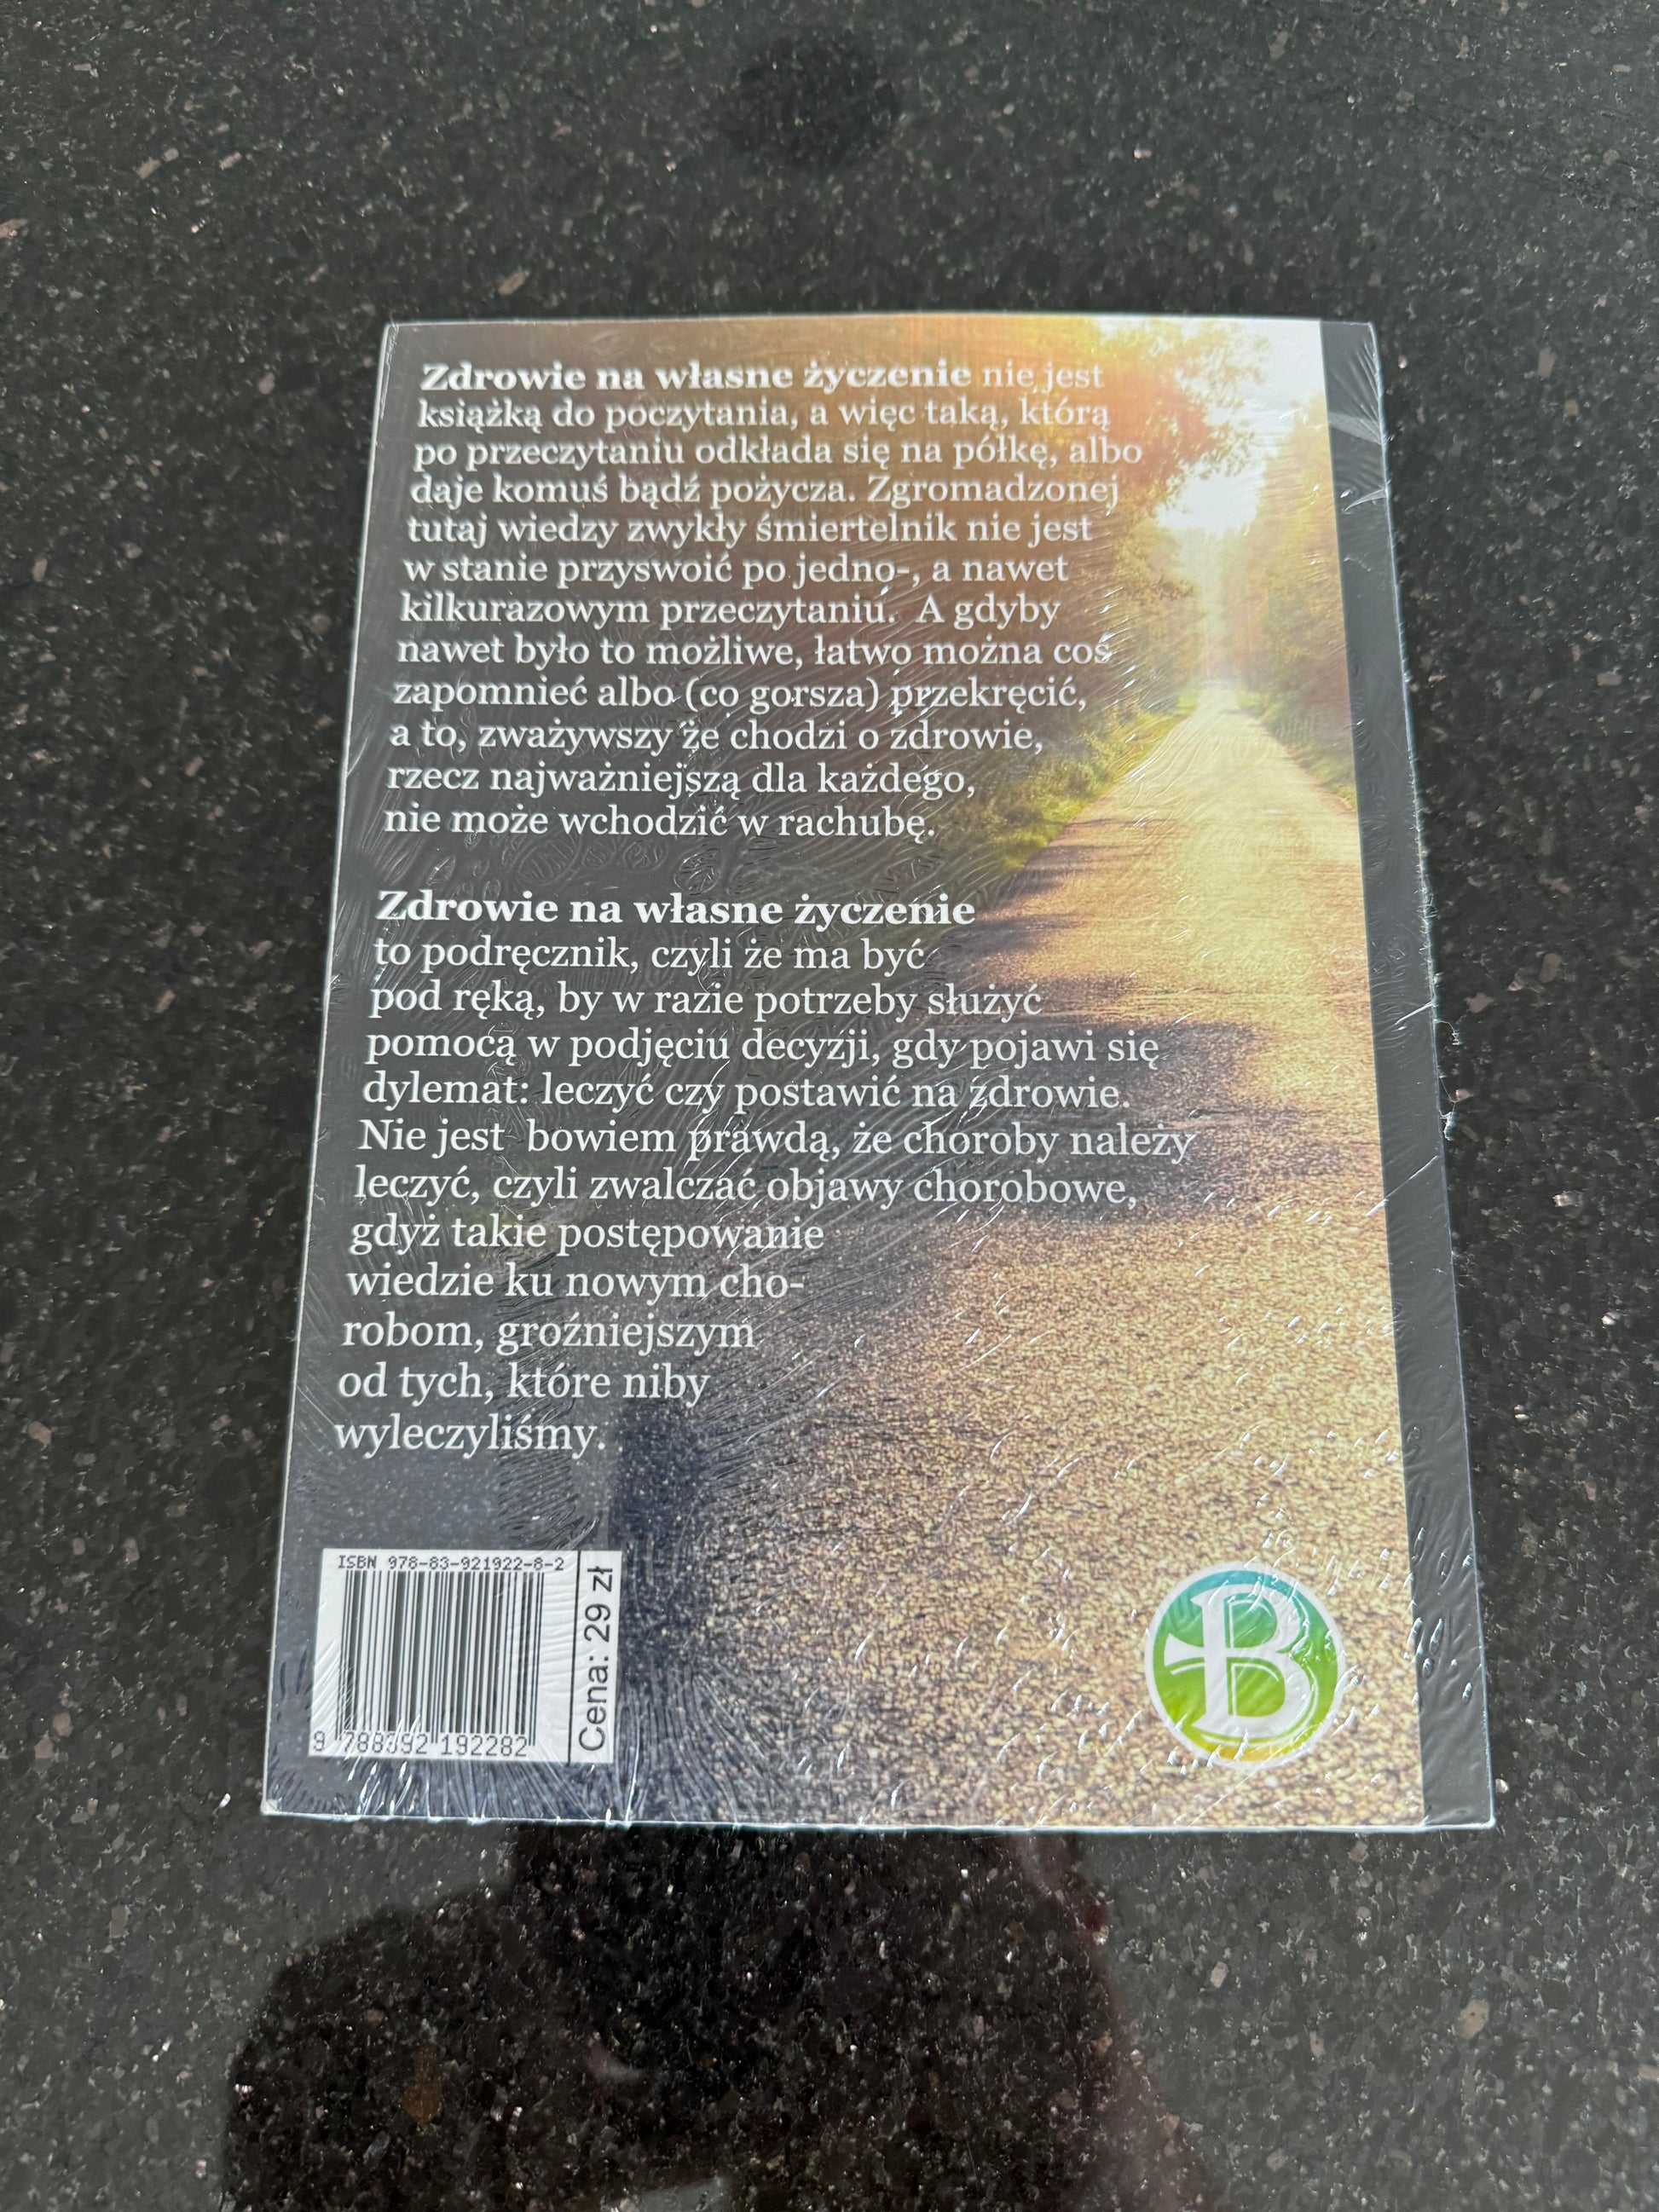 Zdrowie na własne życzenie nie jest
książką do poczytania, a więc taką, którą
po przeczytaniu odkłada się na półkę, albo
daje komuś bądź pożycza. Zgromadzonej
tutaj wiedzy zwykły śmiertelnik nie jest
w stanie przyswoić po jedno-, a nawet
kilkurazowym przeczytaniu. A gdyby
nawet było to możliwe, łatwo można coś
zapomnieć albo (co gorsza) przekręcić,
a to, zważywszy że chodzi o zdrowie,
rzecz najważniejszą dla każdego,
nie może wchodzić w rachubę.
Zdrowie na własne życzenie
to podręcznik, czyli że ma być
pod ręką, by w razie potrzeby służyć
pomocą w podjęciu decyzji, gdy pojawi się
dylemat: leczyć czy postawić na zdrowie.
Nie jest bowiem prawdą, że choroby należy
leczyć, czyli zwalczać objawy chorobowe,
gdyż takie postępowanie
wiedzie ku nowym cho-
robom, groźniejszym
od tych, które niby
wyleczyliśmy.
ISBN 978-83-921922-8-2
9 788392 192282
Cena: 29 zł
B